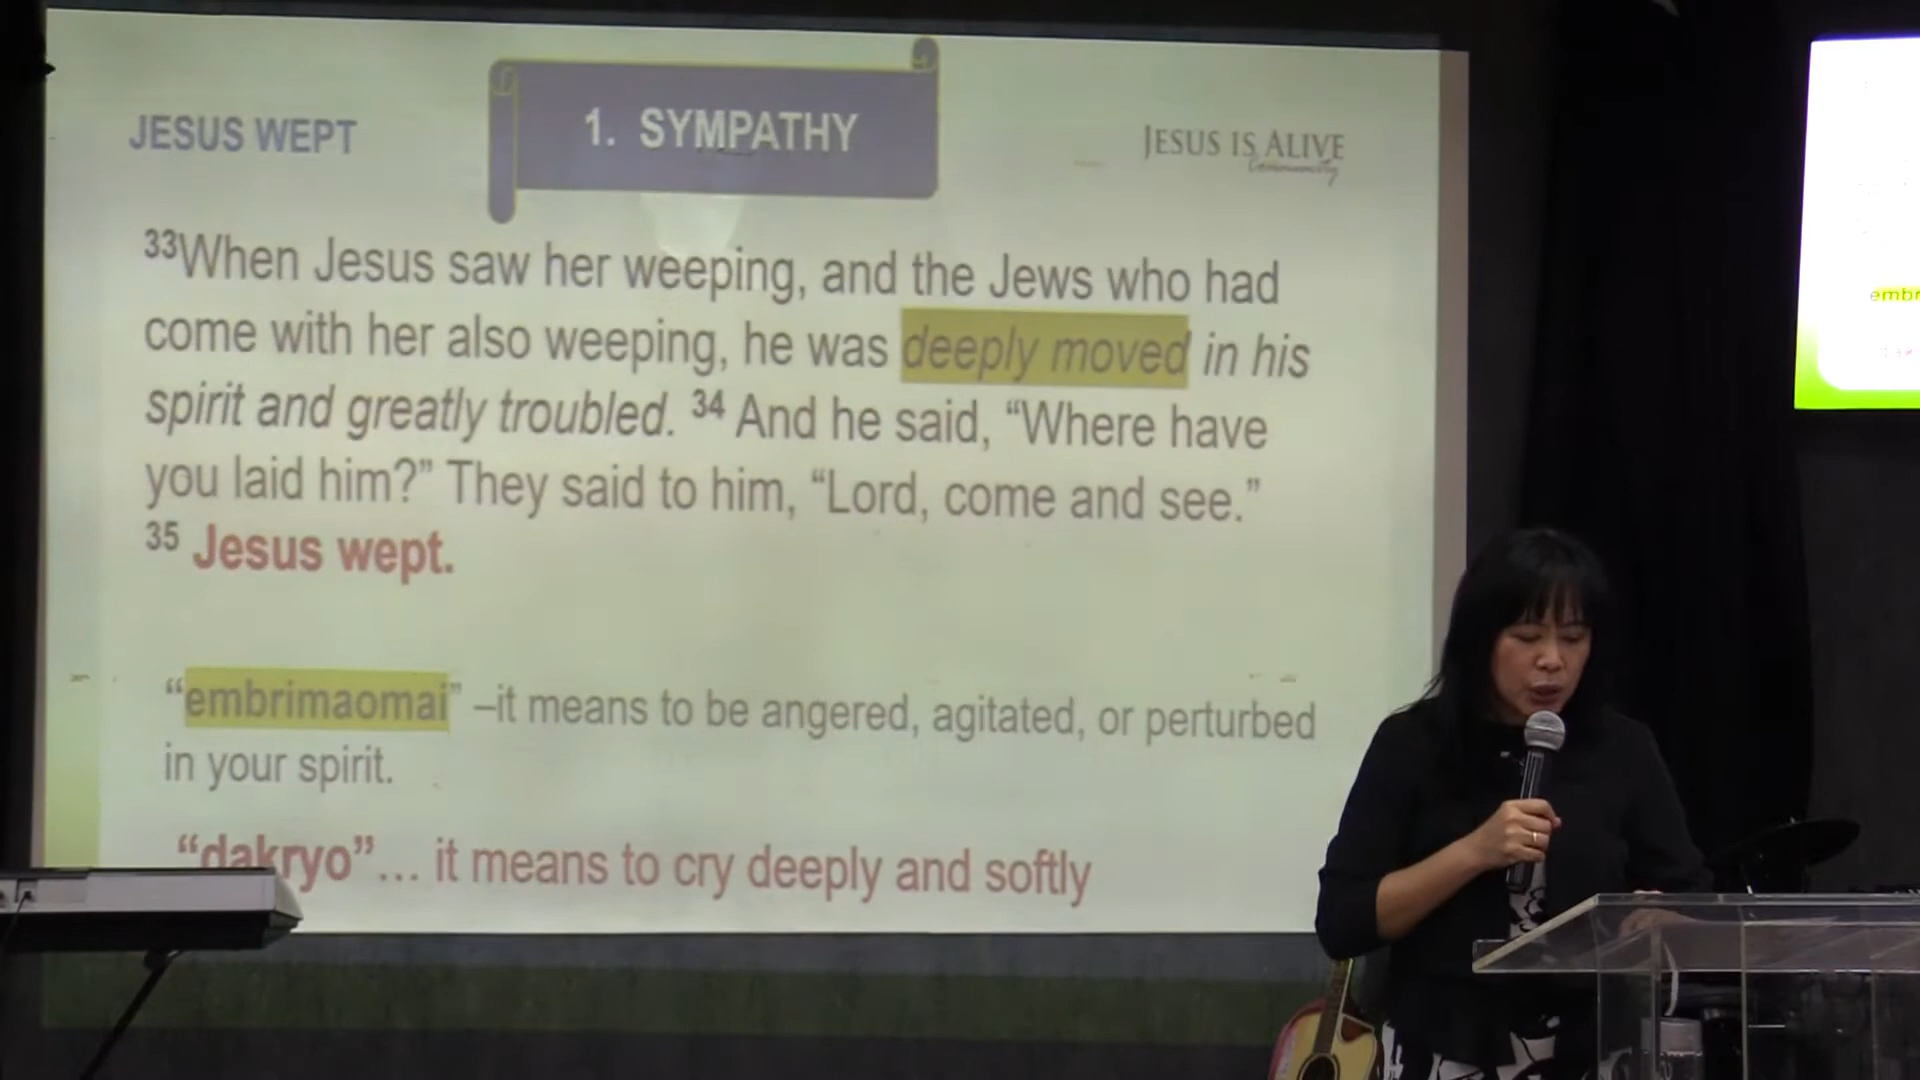 JESUS WEPT
1. SYMPATHY
JESUS IS ALIVE
Community
33When Jesus saw her weeping, and the Jews who had
come with her also weeping, he was deeply moved in his
spirit and greatly troubled. 34 And he said, “Where have
you laid him?” They said to him, “Lord, come and see.”
35 Jesus wept.
“embrimaomai” –it means to be angered, agitated, or perturbed
in your spirit.
“dakryo”... it means to cry deeply and softly
embr